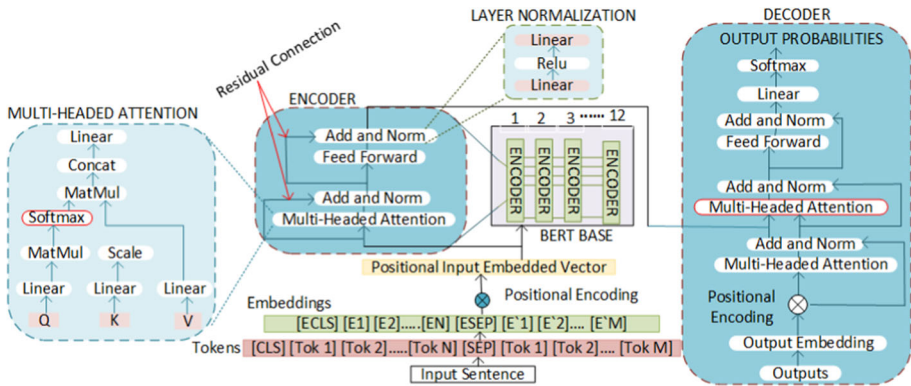 MULTI-HEADED ATTENTION
Linear
Concat
MatMul
Softmax
MatMul
Scale
Linear
Linear
Linear
Q
K
V
Residual Connection
ENCODER
Add and Norm
Feed Forward
Add and Norm
Multi-Headed Attention
LAYER NORMALIZATION
Linear
Relu
Linear
1 2 3 ...... 12
ENCODER
ENCODER
ENCODER
ENCODER
BERT BASE
Positional Input Embedded Vector
Positional Encoding
Embeddings
[ECLS] [E1] [E2].....[EN] [ESEP] [E`1] [E`2].... [E`M]
Tokens [CLS] [Tok 1] [Tok 2].....[Tok N] [SEP] [Tok 1] [Tok 2].... [Tok M]
Input Sentence
DECODER
OUTPUT PROBABILITIES
Softmax
Linear
Add and Norm
Feed Forward
Add and Norm
Multi-Headed Attention
Add and Norm
Multi-Headed Attention
Positional
Encoding
Output Embedding
Outputs